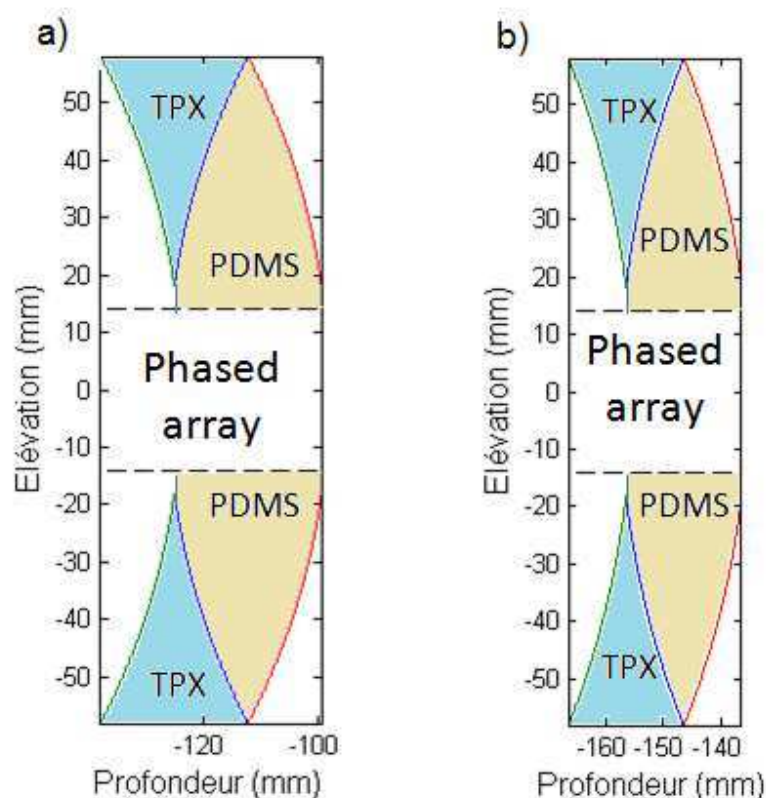 a)
TPX
PDMS
Phased
array
PDMS
TPX
50
40
30
20
10
0
-10
-20
-30
-40
-50
Elévation (mm)
-120
-100
Profondeur (mm)
b)
TPX
PDMS
Phased
array
PDMS
TPX
50
40
30
20
10
0
-10
-20
-30
-40
-50
Elévation (mm)
-160
-150
-140
Profondeur (mm)